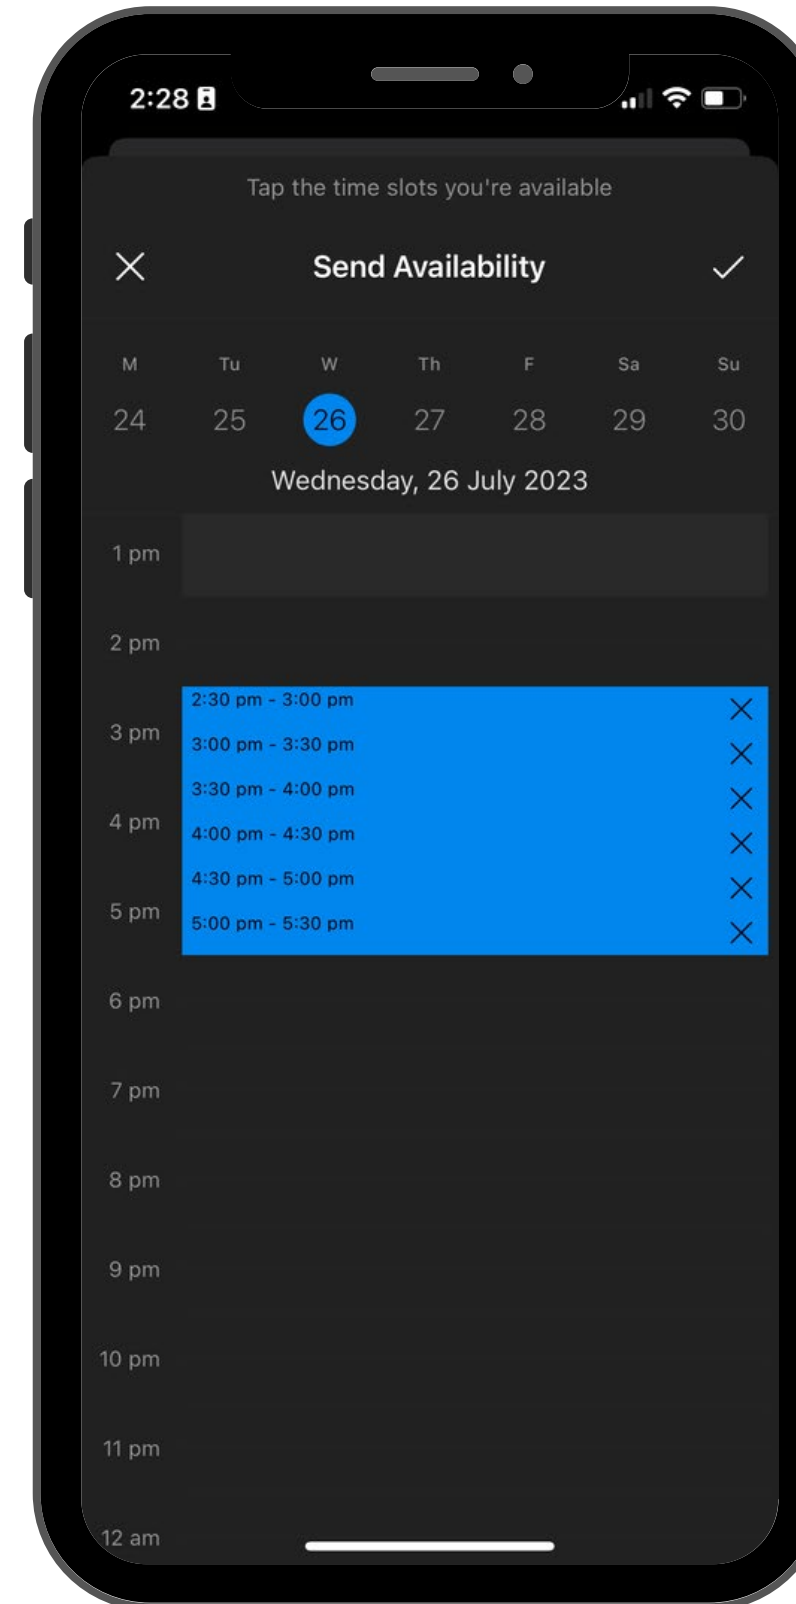 2:28
Tap the time slots you're available
Send Availability
M Tu W Th F Sa Su
24 25 26 27 28 29 30
Wednesday, 26 July 2023
1 pm
2 pm
2:30 pm - 3:00 pm
3 pm
3:00 pm - 3:30 pm
3:30 pm - 4:00 pm
4 pm
4:00 pm - 4:30 pm
4:30 pm - 5:00 pm
5 pm
5:00 pm - 5:30 pm
6 pm
7 pm
8 pm
9 pm
10 pm
11 pm
12 am